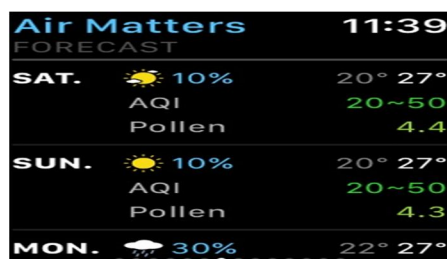 Air Matters 11:39
FORECAST
SAT. 10% 20° 27°
AQI 20~50
Pollen 4.4
SUN. 10% 20° 27°
AQI 20~50
Pollen 4.3
MON. 30% 22° 27°